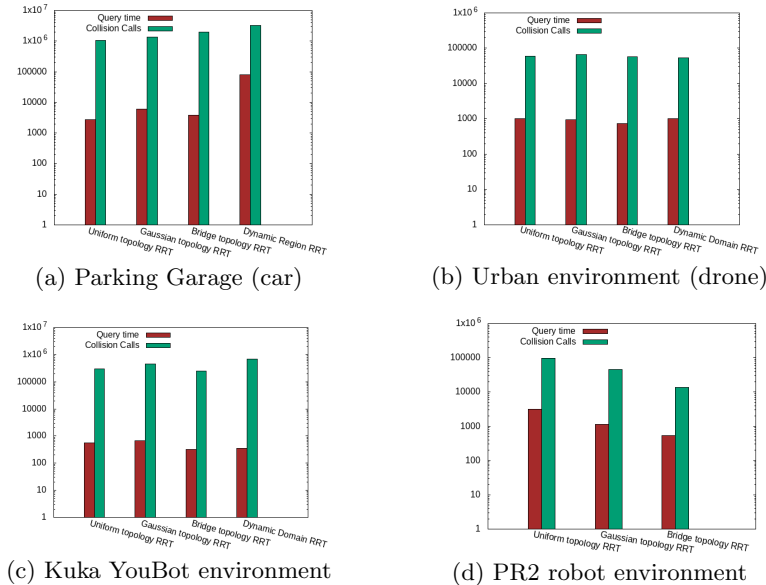 1x10^7
1x10^6
100000
10000
1000
100
10
1
Query time
Collision Calls
Uniform topology RRT
Gaussian topology RRT
Bridge topology RRT
Dynamic Region RRT
(a) Parking Garage (car)
1x10^6
100000
10000
1000
100
10
1
Query time
Collision Calls
Uniform topology RRT
Gaussian topology RRT
Bridge topology RRT
Dynamic Domain RRT
(b) Urban environment (drone)
1x10^7
1x10^6
100000
10000
1000
100
10
1
Query time
Collision Calls
Uniform topology RRT
Gaussian topology RRT
Bridge topology RRT
Dynamic Domain RRT
(c) Kuka YouBot environment
1x10^6
100000
10000
1000
100
10
1
Query time
Collision Calls
Uniform topology RRT
Gaussian topology RRT
Bridge topology RRT
(d) PR2 robot environment